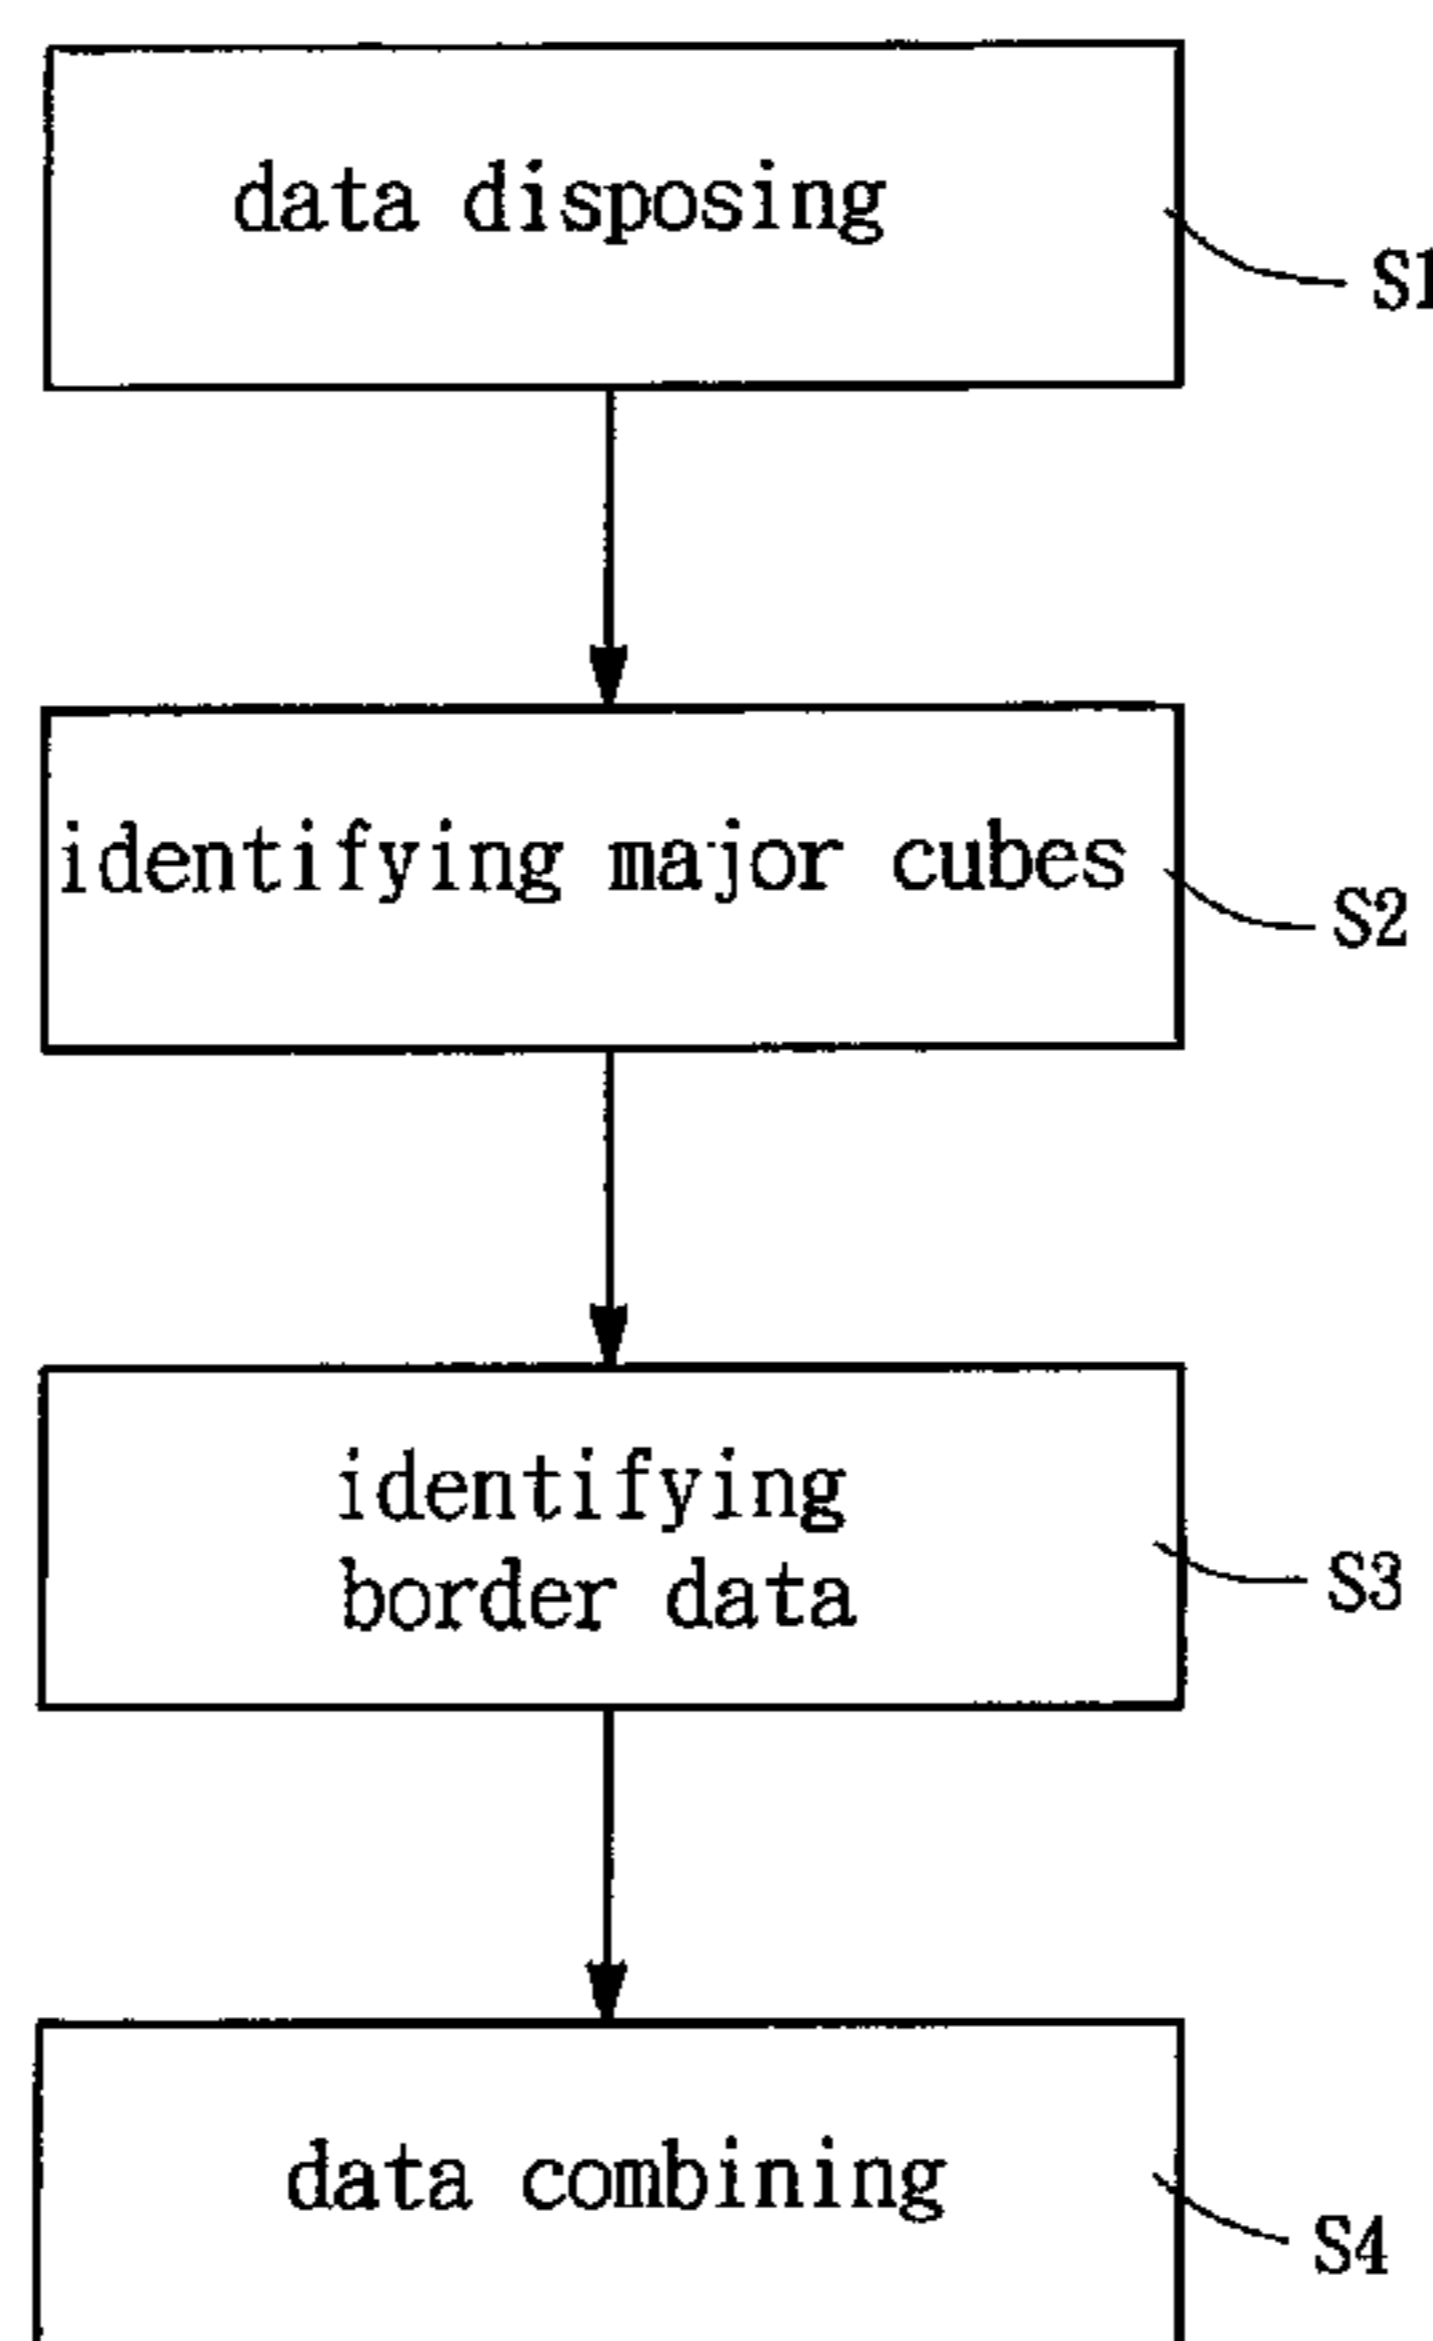 data disposing
S1
identifying major cubes
S2
identifying
border data
S3
data combining
S4